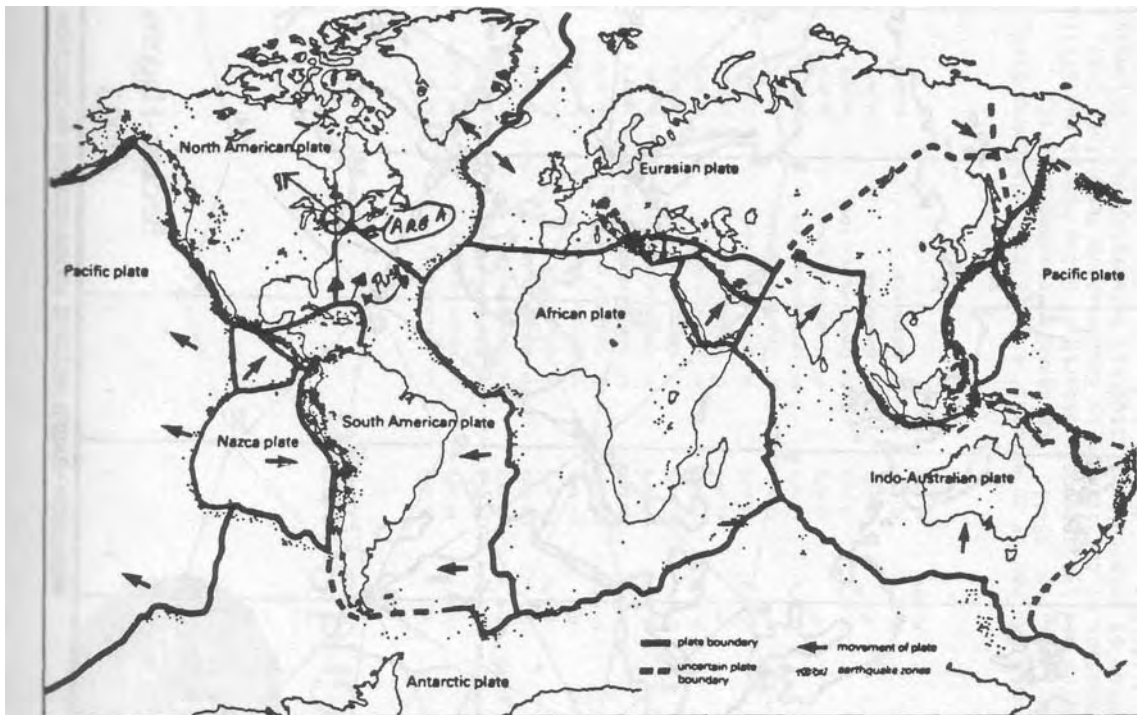 North American plate
Eurasian plate
AREA
Pacific plate
Pacific plate
African plate
South American plate
Nazca plate
Indo-Australian plate
plate boundary
movement of plate
uncertain plate
boundary
earthquake zones
Antarctic plate